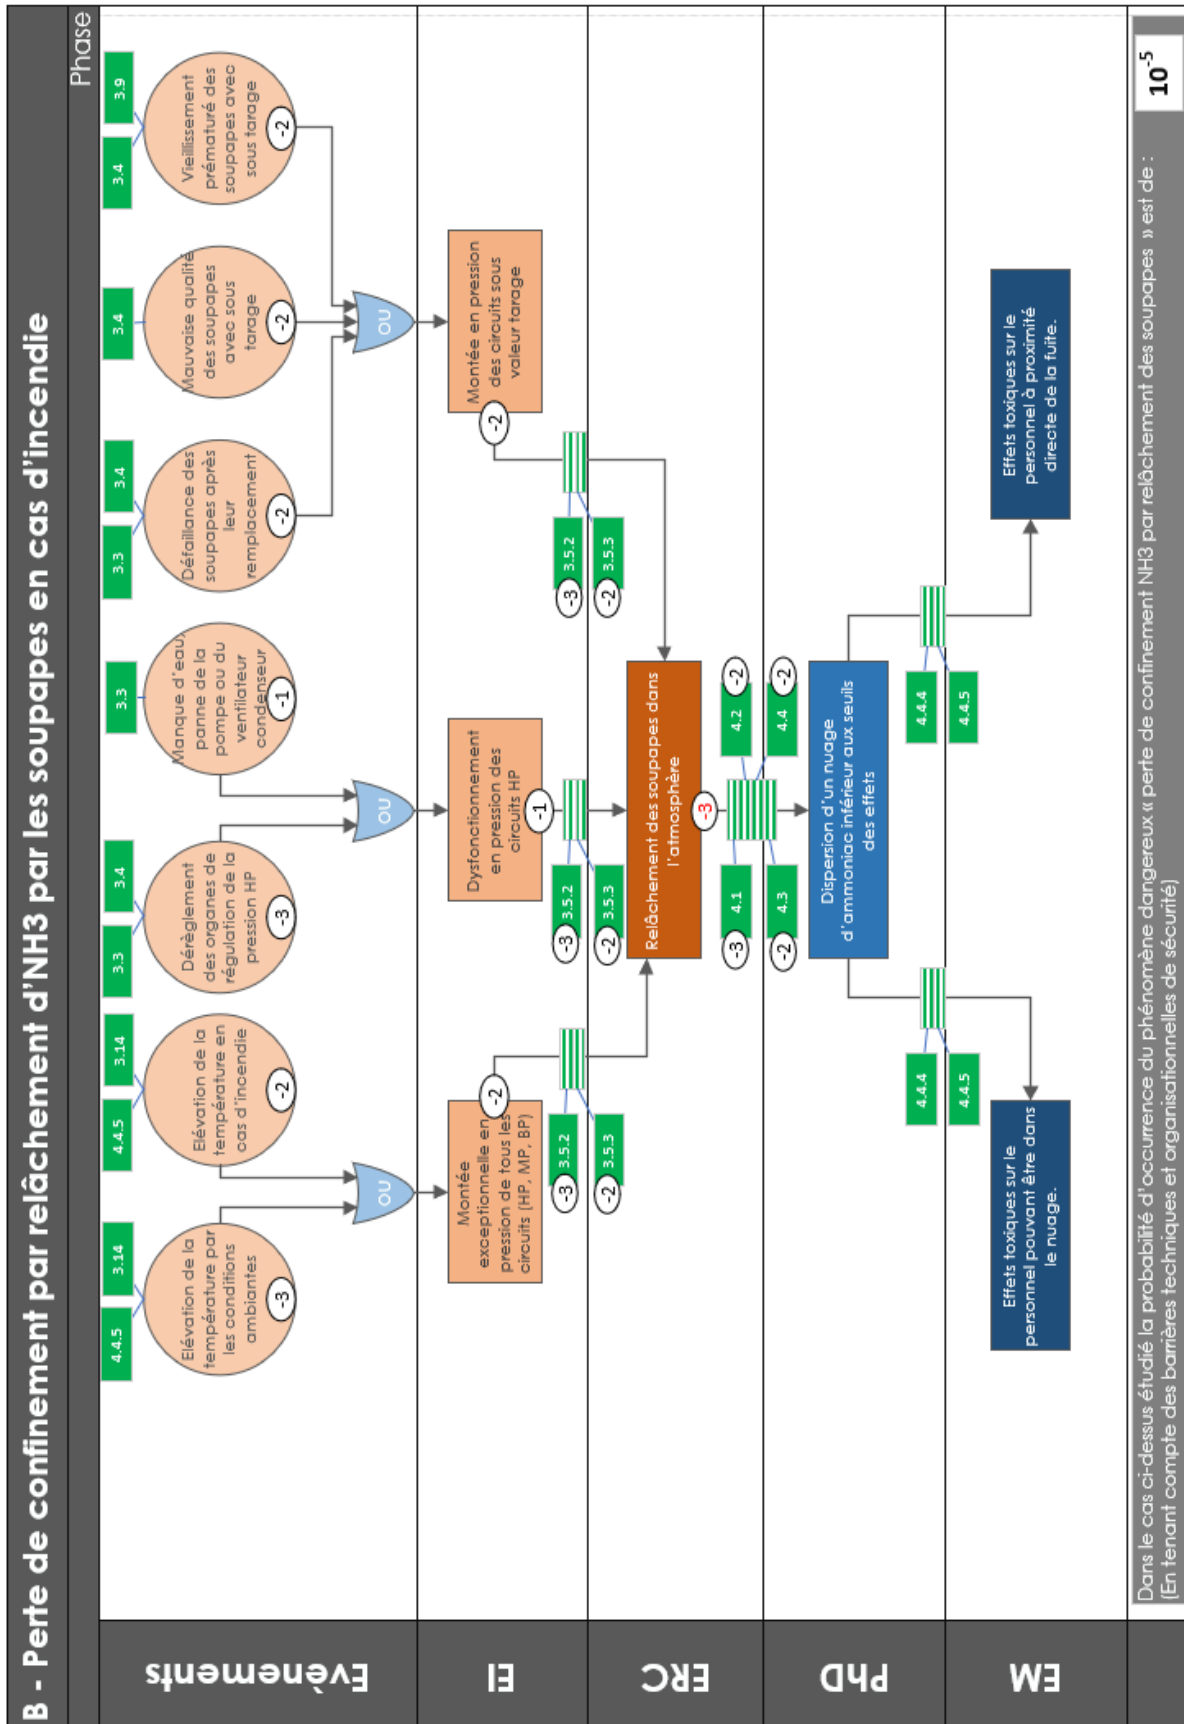 B - Perte de confinement par relâchement d'NH3 par les soupapes en cas d'incendie
Phase
Evènements
4.4.5
3.14
Elévation de la
température par
les conditions
ambiantes
-3
4.4.5
3.14
Elévation de la
température en
cas d'incendie
-2
3.3
3.4
Dérèglement
des organes de
régulation de la
pression HP
-3
3.3
Manque d'eau,
panne de la
pompe ou du
ventilateur
condenseur
-1
3.3
3.4
Défaillance des
soupapes après
leur
remplacement
-2
3.4
Mauvaise qualité
des soupapes
avec sous
tarage
-2
3.4
3.9
Vieillissement
prématuré des
soupapes avec
sous tarage
-2
OU
OU
OU
EI
Montée
exceptionnelle en
pression de tous les
circuits (HP, MP, BP)
-2
Dysfonctionnement
en pression des
circuits HP
-1
Montée en pression
des circuits sous
valeur tarage
-2
-3
3.5.2
-3
3.5.2
-3
3.5.2
ERC
-2
3.5.3
-2
3.5.3
-2
3.5.3
Relâchement des soupapes dans
l'atmosphère
-3
-3
4.1
4.2
-2
PhD
-2
4.3
4.4
-2
Dispersion d'un nuage
d'ammoniac inférieur aux seuils
des effets
4.4.4
4.4.4
EM
4.4.5
4.4.5
Effets toxiques sur le
personnel pouvant être dans
le nuage.
Effets toxiques sur le
personnel à proximité
directe de la fuite.
Dans le cas ci-dessus étudié la probabilité d'occurrence du phénomène dangereux « perte de confinement NH3 par relâchement des soupapes » est de :
(En tenant compte des barrières techniques et organisationnelles de sécurité)
10-5